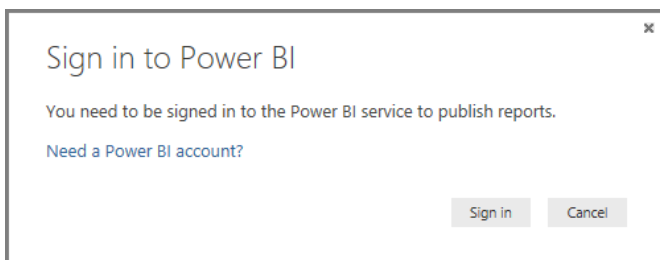 Sign in to Power BI
You need to be signed in to the Power BI service to publish reports.
Need a Power BI account?
Sign in
Cancel